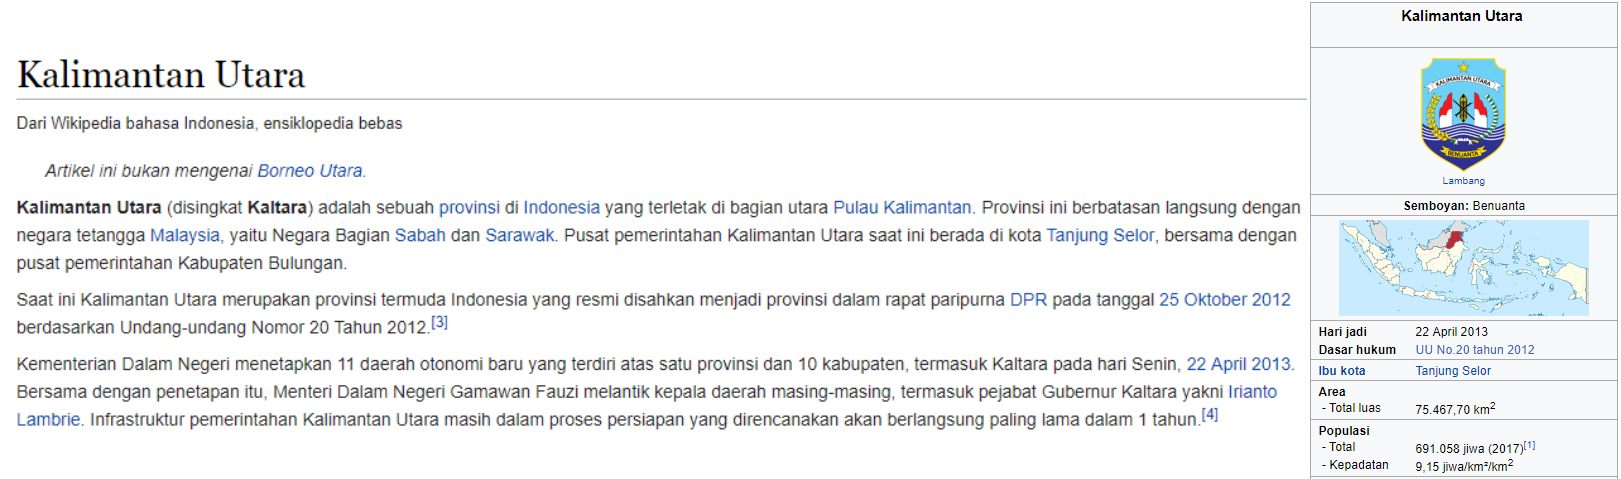 Kalimantan Utara
Dari Wikipedia bahasa Indonesia, ensiklopedia bebas
Artikel ini bukan mengenai Borneo Utara.
Kalimantan Utara (disingkat Kaltara) adalah sebuah provinsi di Indonesia yang terletak di bagian utara Pulau Kalimantan. Provinsi ini berbatasan langsung dengan
negara tetangga Malaysia, yaitu Negara Bagian Sabah dan Sarawak. Pusat pemerintahan Kalimantan Utara saat ini berada di kota Tanjung Selor, bersama dengan
pusat pemerintahan Kabupaten Bulungan.
Saat ini Kalimantan Utara merupakan provinsi termuda Indonesia yang resmi disahkan menjadi provinsi dalam rapat paripurna DPR pada tanggal 25 Oktober 2012
berdasarkan Undang-undang Nomor 20 Tahun 2012.[3]
Kementerian Dalam Negeri menetapkan 11 daerah otonomi baru yang terdiri atas satu provinsi dan 10 kabupaten, termasuk Kaltara pada hari Senin, 22 April 2013.
Bersama dengan penetapan itu, Menteri Dalam Negeri Gamawan Fauzi melantik kepala daerah masing-masing, termasuk pejabat Gubernur Kaltara yakni Irianto
Lambrie. Infrastruktur pemerintahan Kalimantan Utara masih dalam proses persiapan yang direncanakan akan berlangsung paling lama dalam 1 tahun.[4]
Kalimantan Utara
KALIMANTAN UTARA
BENUANTA
Lambang
Semboyan: Benuanta
Hari jadi 22 April 2013
Dasar hukum UU No.20 tahun 2012
Ibu kota Tanjung Selor
Area
- Total luas 75.467,70 km2
Populasi
- Total 691.058 jiwa (2017)[1]
- Kepadatan 9,15 jiwa/km²/km2